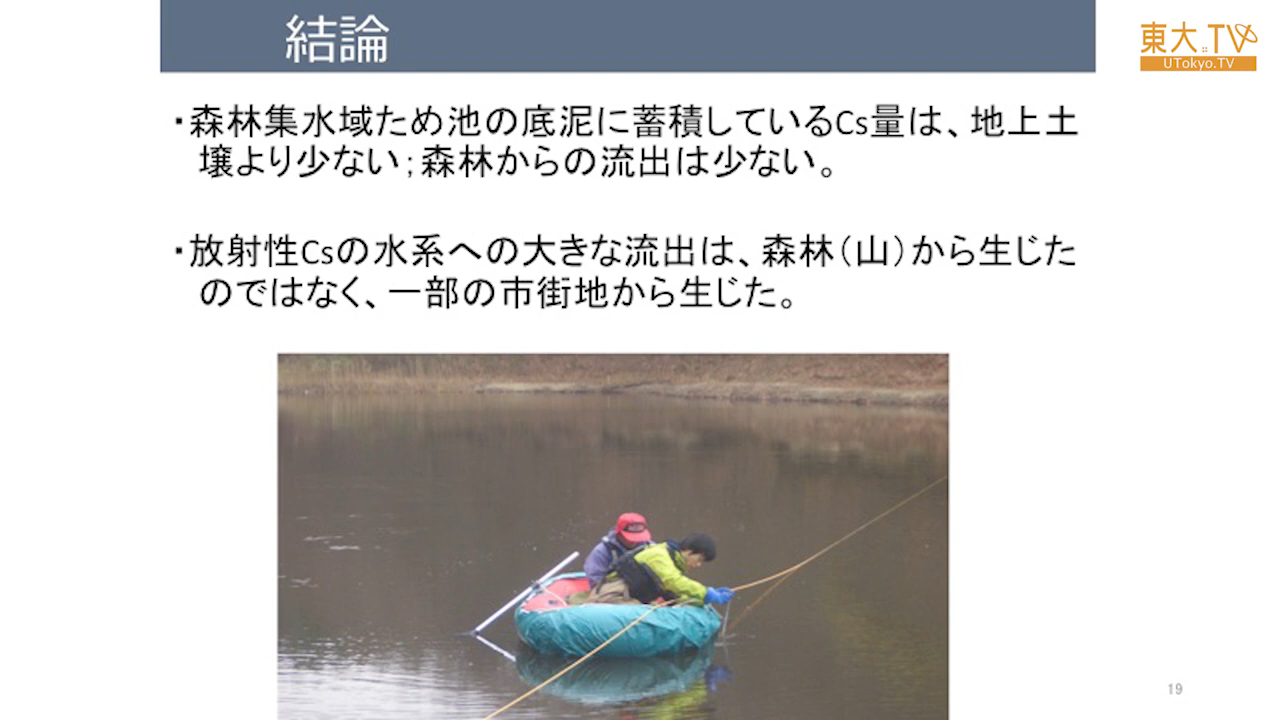 結論
東大TV
UTokyo.TV
・森林集水域ため池の底泥に蓄積しているCs量は、地上土
壌より少ない;森林からの流出は少ない。
・放射性Csの水系への大きな流出は、森林(山)から生じた
のではなく、一部の市街地から生じた。
19